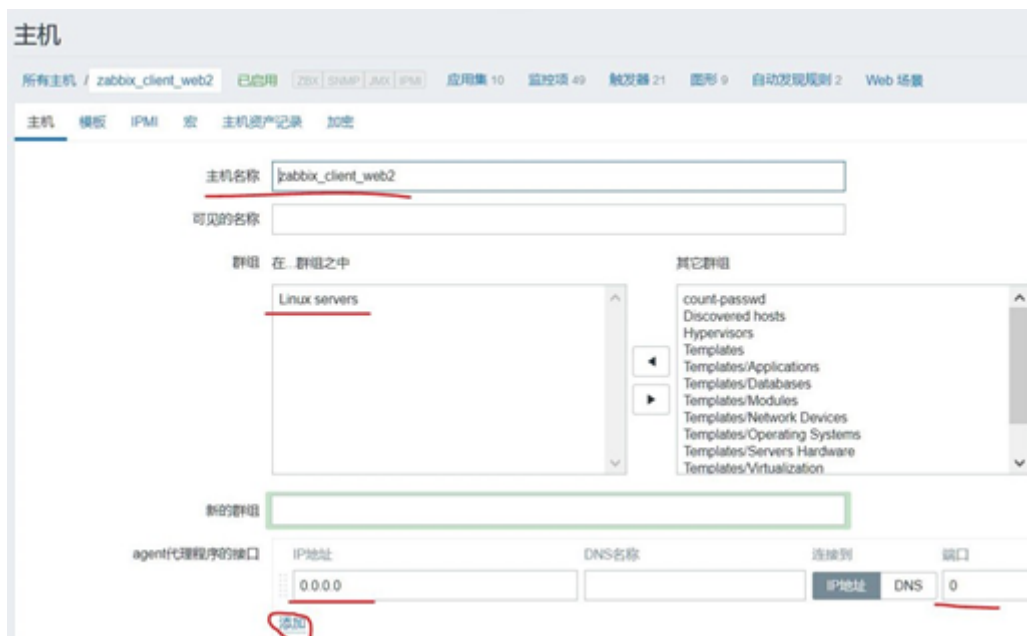 主机
所有主机 / zabbix_client_web2 已启用 ZBX SNMP JMX IPMI 应用集 10 监控项 49 触发器 21 图形 9 自动发现规则 2 Web 场景
主机 模板 IPMI 宏 主机资产记录 加密
主机名称 zabbix_client_web2
可见的名称
群组 在...群组之中 其它群组
Linux servers
count-passwd
Discovered hosts
Hypervisors
Templates
Templates/Applications
Templates/Databases
Templates/Modules
Templates/Network Devices
Templates/Operating Systems
Templates/Servers Hardware
Templates/Virtualization
新的群组
agent代理程序的接口 IP地址 DNS名称 连接到 端口
0.0.0.0 IP地址 DNS 0
添加